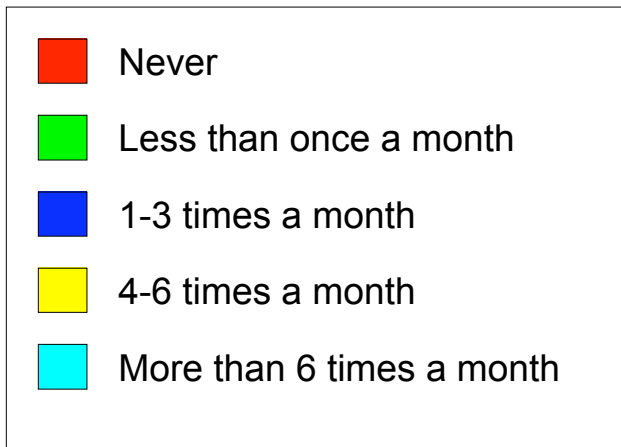 Never
Less than once a month
1-3 times a month
4-6 times a month
More than 6 times a month